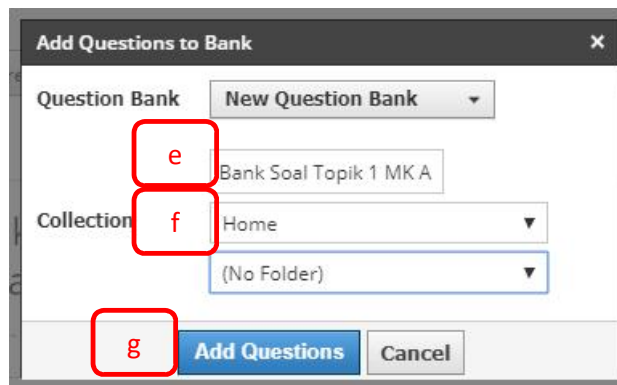 Add Questions to Bank ×
Question Bank New Question Bank
e
Bank Soal Topik 1 MK A
Collection f Home
(No Folder)
g Add Questions Cancel